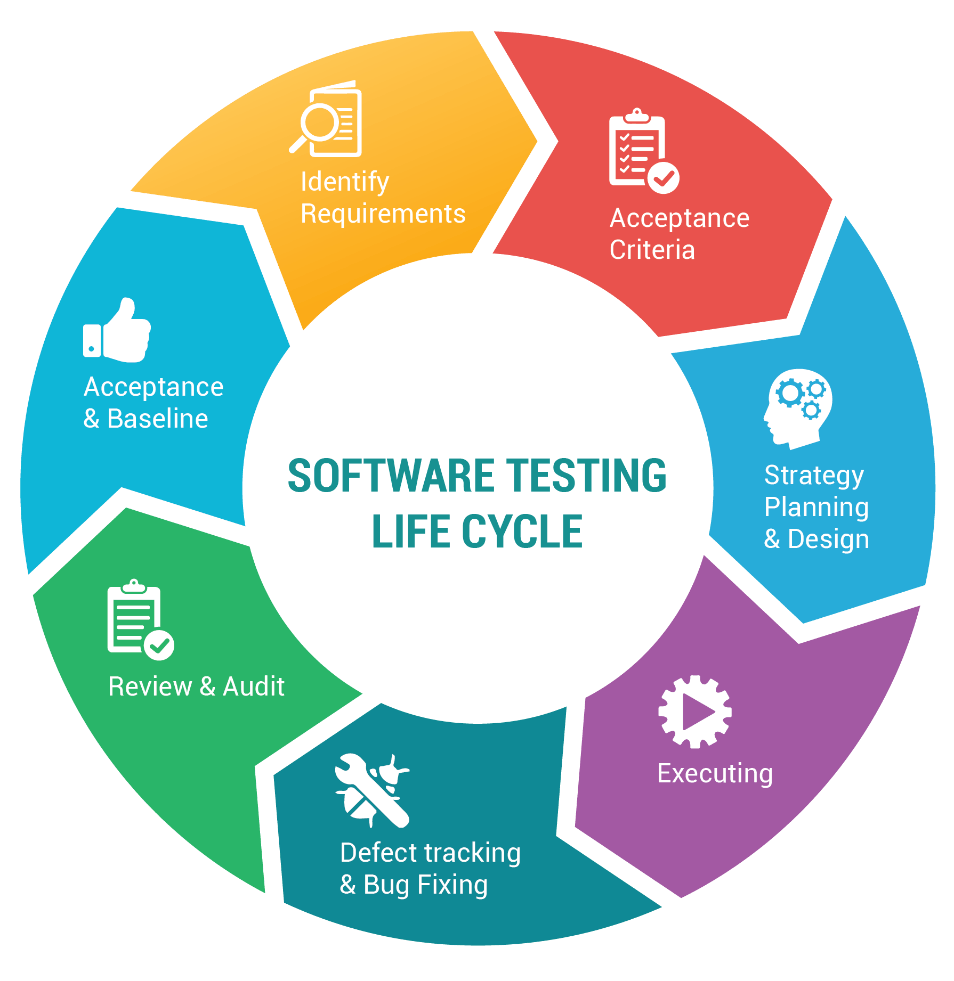 SOFTWARE TESTING
LIFE CYCLE
Identify
Requirements
Acceptance
Criteria
Strategy
Planning
& Design
Executing
Defect tracking
& Bug Fixing
Review & Audit
Acceptance
& Baseline